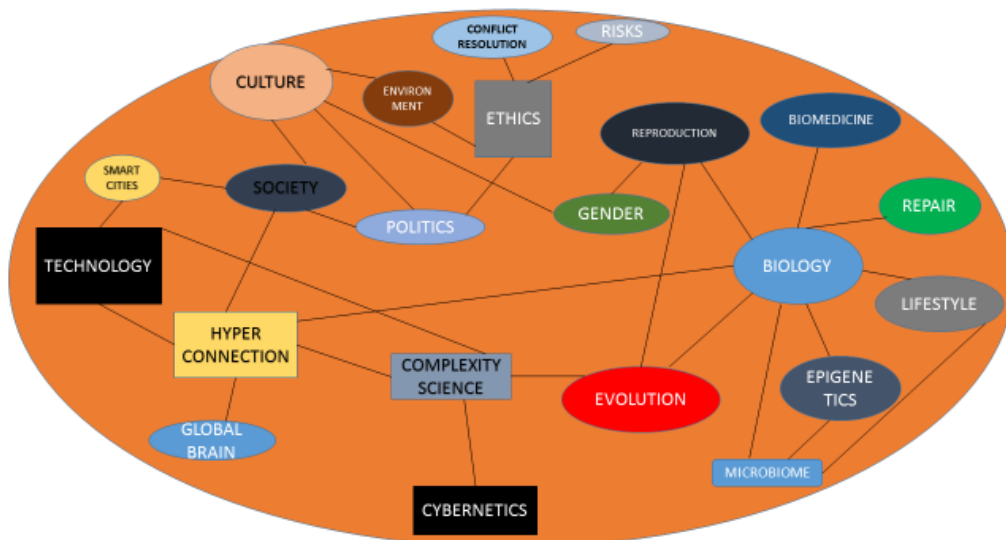 CONFLICT
RESOLUTION
RISKS
CULTURE
ENVIRON
MENT
ETHICS
REPRODUCTION
BIOMEDICINE
SMART
CITIES
SOCIETY
POLITICS
GENDER
REPAIR
TECHNOLOGY
BIOLOGY
LIFESTYLE
HYPER
CONNECTION
COMPLEXITY
SCIENCE
EVOLUTION
EPIGENE
TICS
GLOBAL
BRAIN
MICROBIOME
CYBERNETICS